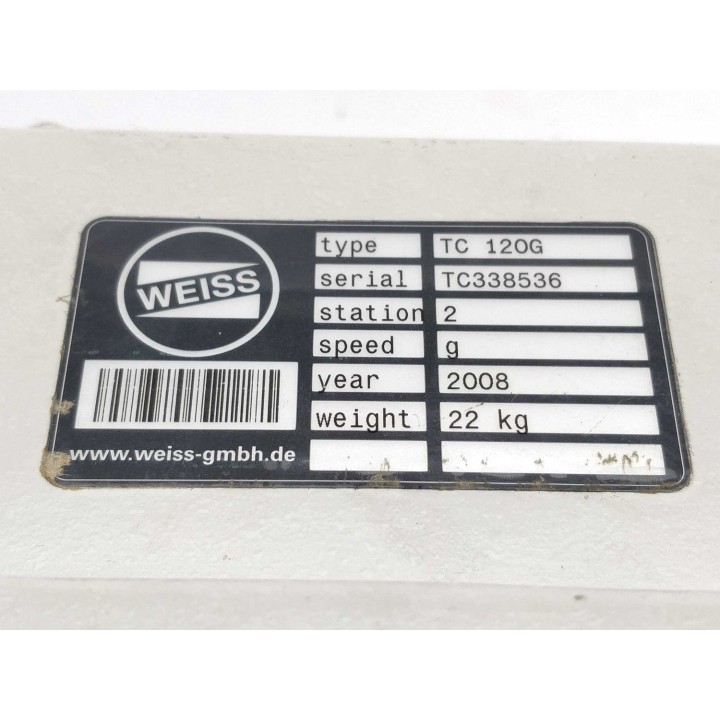 WEISS
type TC 120G
serial TC338536
station 2
speed g
year 2008
weight 22 kg
www.weiss-gmbh.de